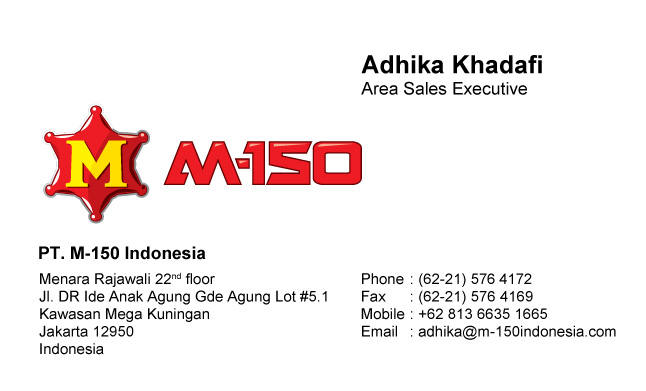 Adhika Khadafi
Area Sales Executive
M M-150
PT. M-150 Indonesia
Menara Rajawali 22nd floor
Jl. DR Ide Anak Agung Gde Agung Lot #5.1
Kawasan Mega Kuningan
Jakarta 12950
Indonesia
Phone : (62-21) 576 4172
Fax : (62-21) 576 4169
Mobile : +62 813 6635 1665
Email : adhika@m-150indonesia.com